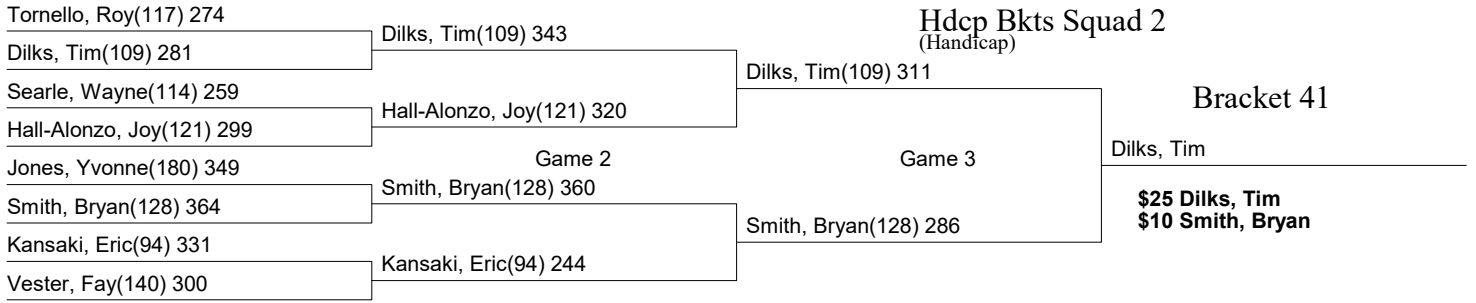 Tornello, Roy(117) 274
Dilks, Tim(109) 281
Searle, Wayne(114) 259
Hall-Alonzo, Joy(121) 299
Jones, Yvonne(180) 349
Smith, Bryan(128) 364
Kansaki, Eric(94) 331
Vester, Fay(140) 300
Dilks, Tim(109) 343
Hall-Alonzo, Joy(121) 320
Game 2
Smith, Bryan(128) 360
Kansaki, Eric(94) 244
Hdcp Bkts Squad 2
(Handicap)
Dilks, Tim(109) 311
Game 3
Smith, Bryan(128) 286
Bracket 41
Dilks, Tim
$25 Dilks, Tim
$10 Smith, Bryan